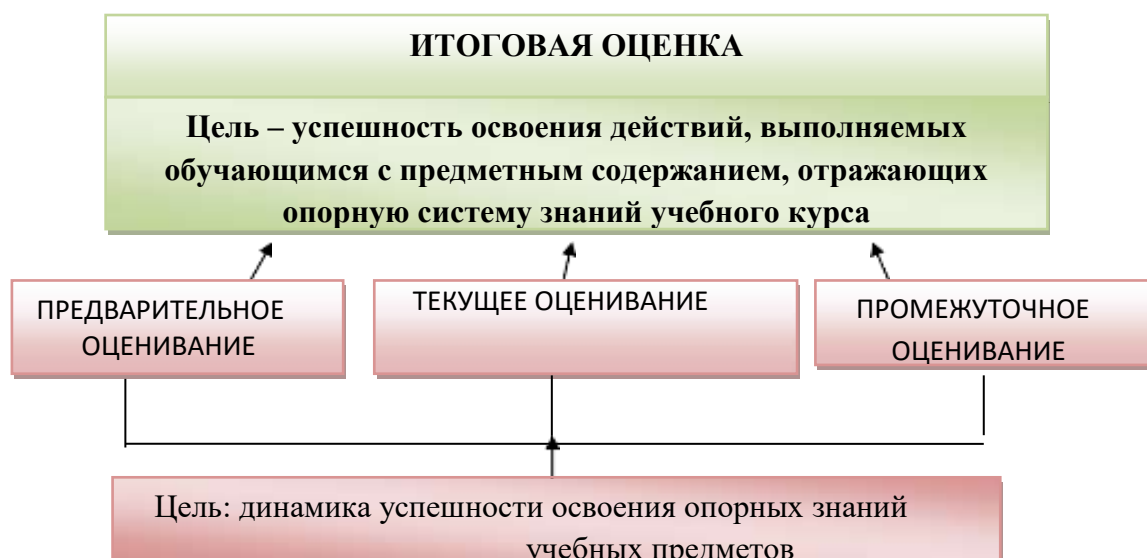 ИТОГОВАЯ ОЦЕНКА
Цель – успешность освоения действий, выполняемых
обучающимся с предметным содержанием, отражающих
опорную систему знаний учебного курса
ПРЕДВАРИТЕЛЬНОЕ
ОЦЕНИВАНИЕ
ТЕКУЩЕЕ ОЦЕНИВАНИЕ
ПРОМЕЖУТОЧНОЕ
ОЦЕНИВАНИЕ
Цель: динамика успешности освоения опорных знаний
учебных предметов